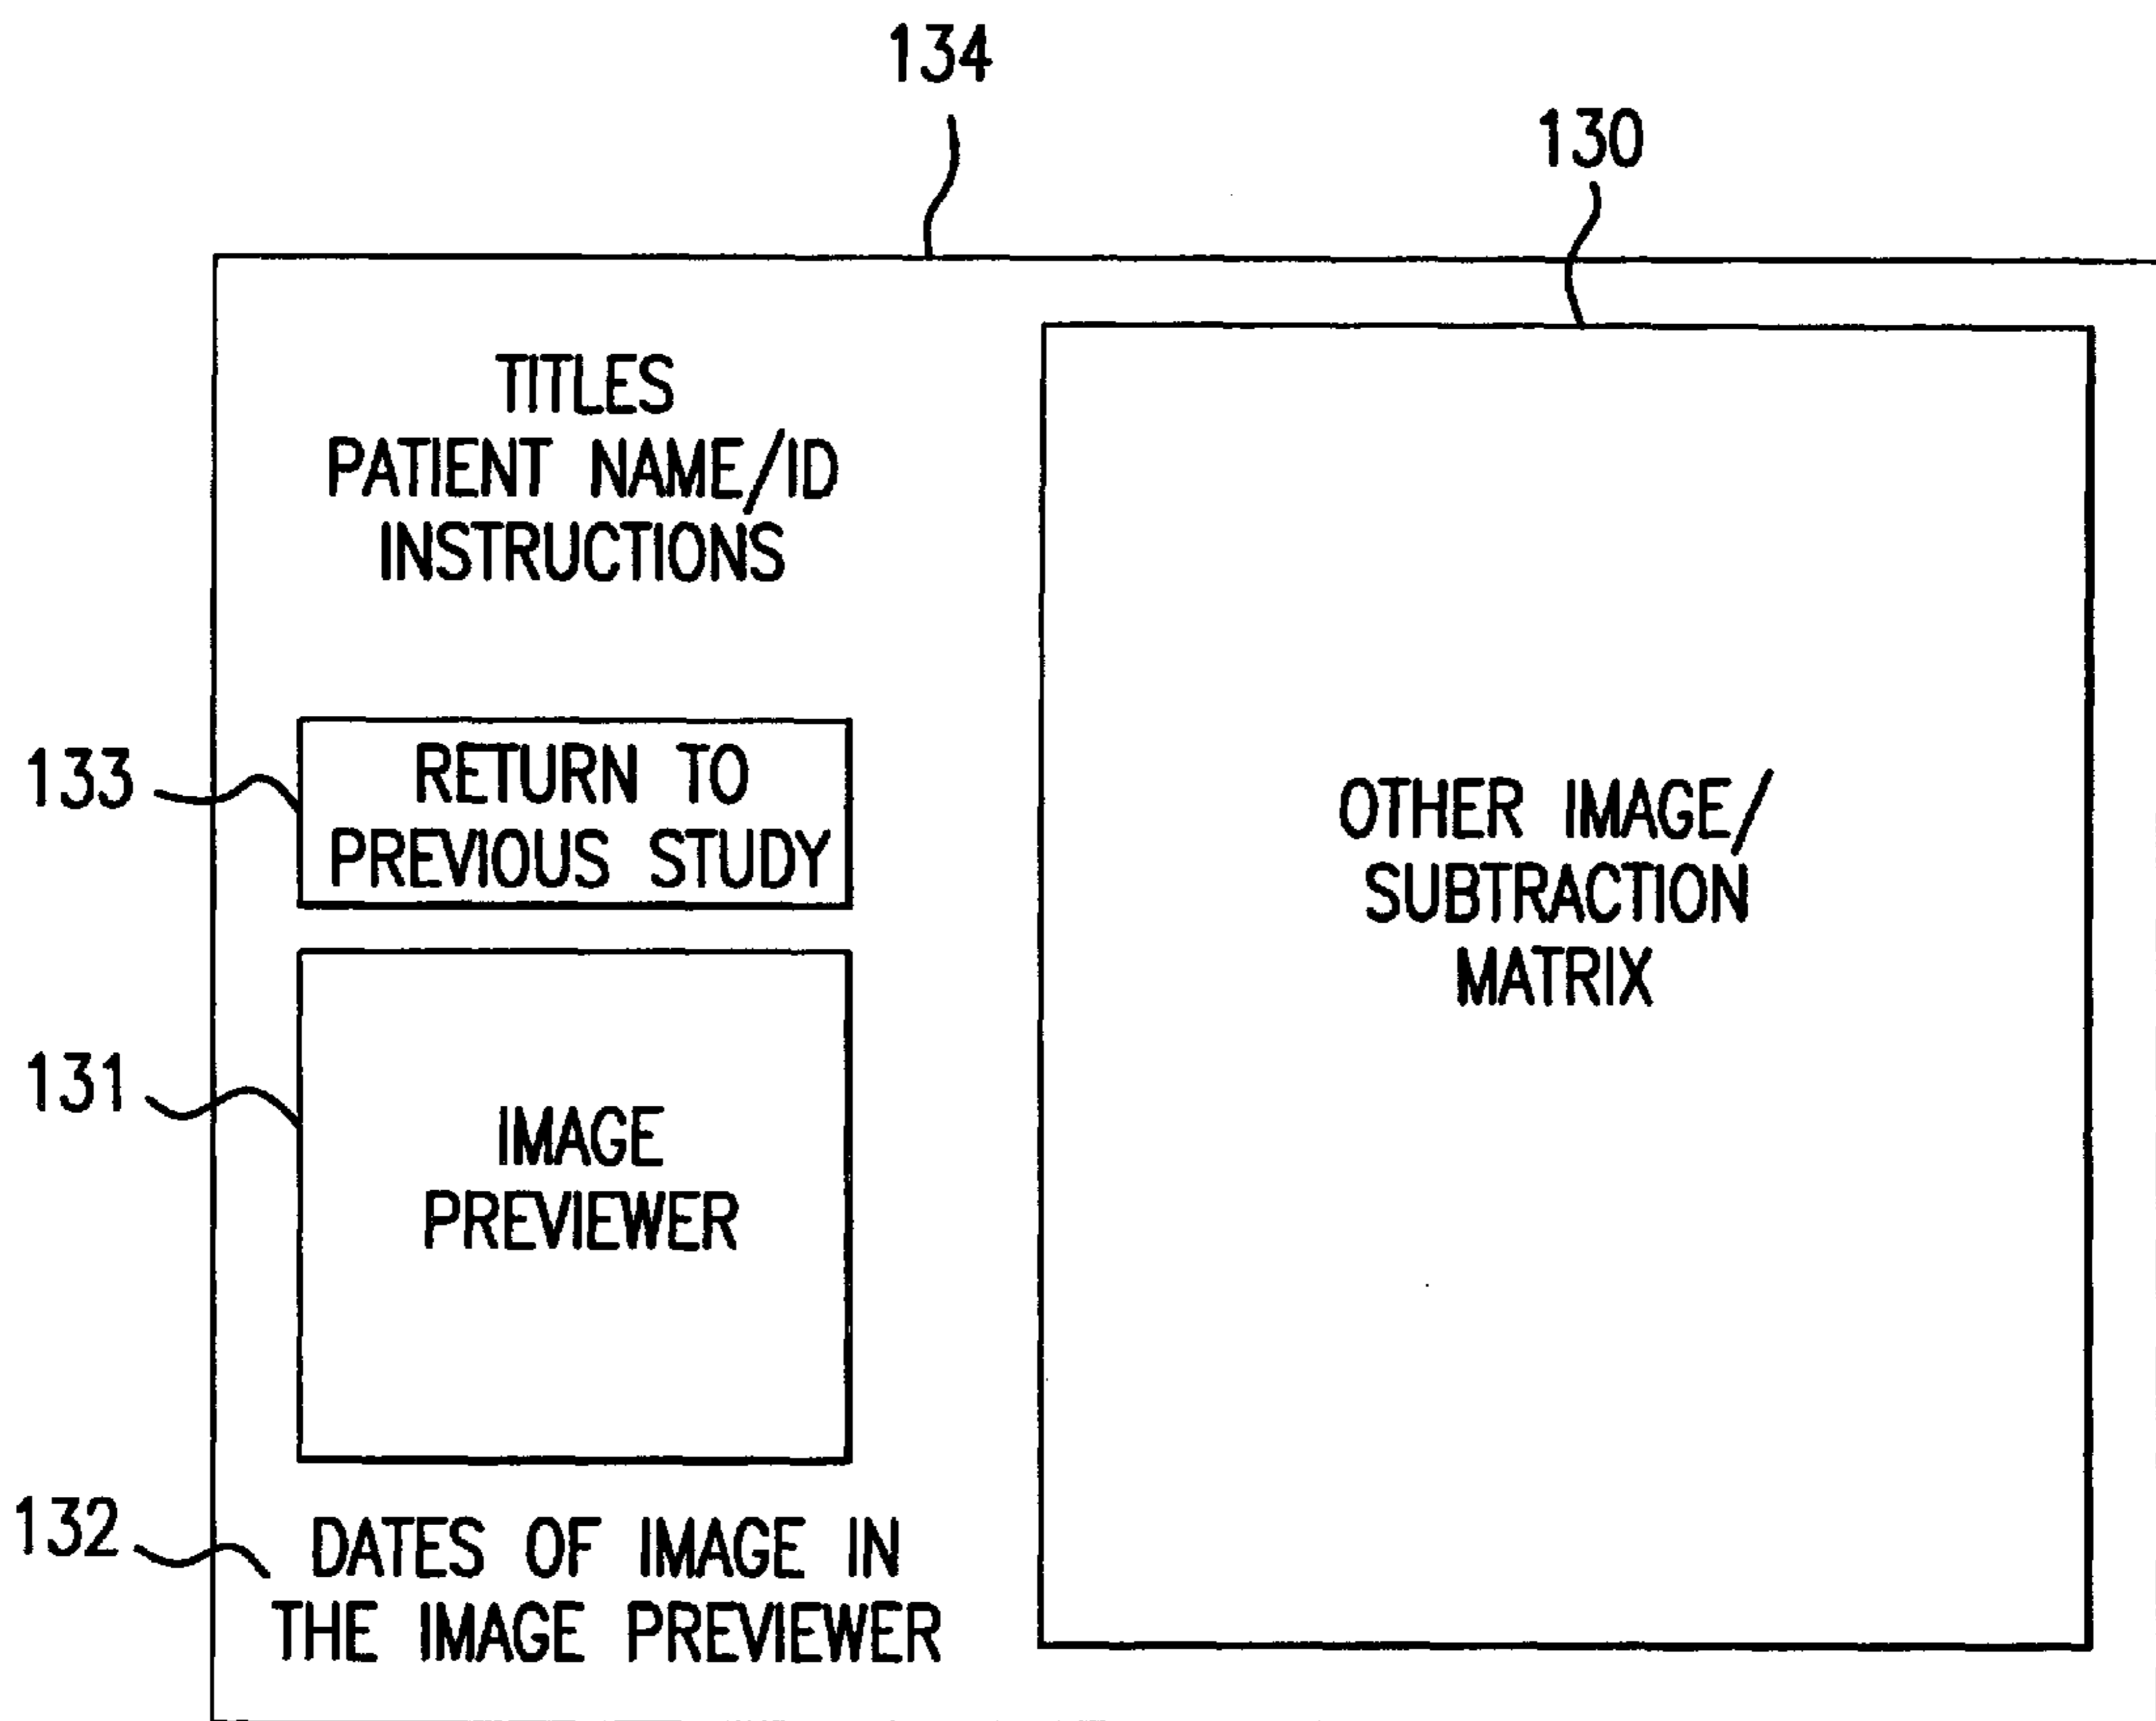 134
130
TITLES
PATIENT NAME/ID
INSTRUCTIONS
133
RETURN TO
PREVIOUS STUDY
OTHER IMAGE/
SUBTRACTION
MATRIX
131
IMAGE
PREVIEWER
132
DATES OF IMAGE IN
THE IMAGE PREVIEWER